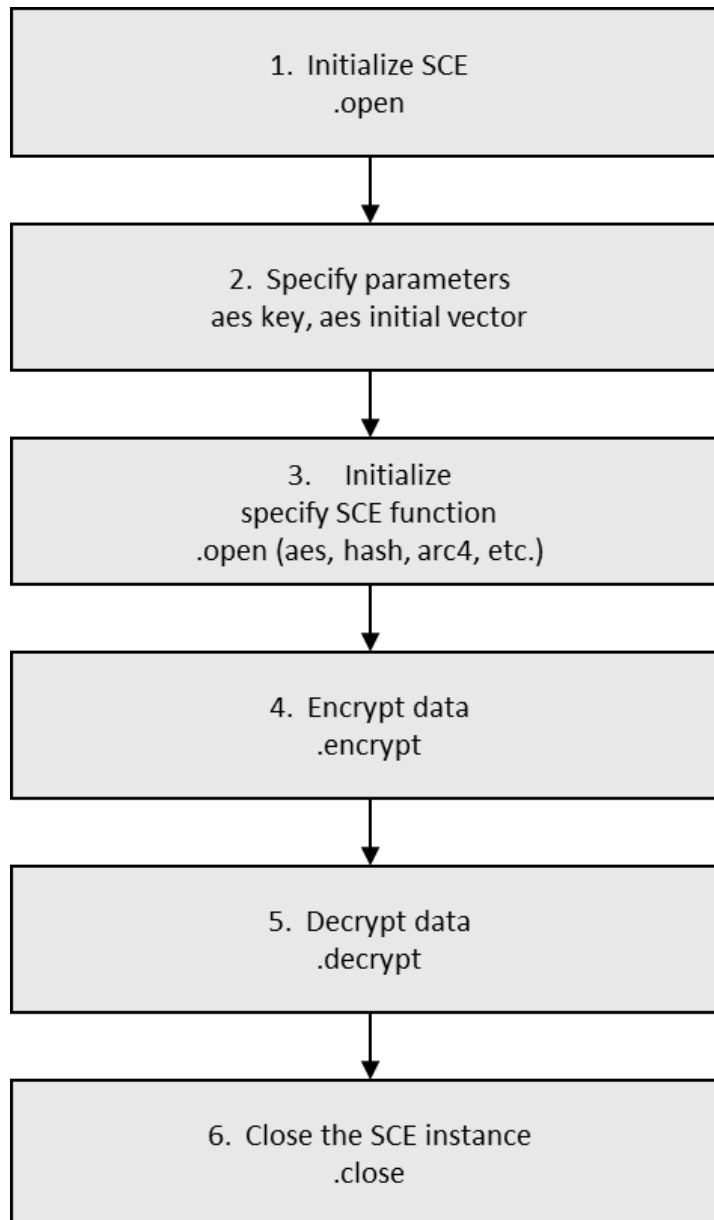 1. Initialize SCE
.open
2. Specify parameters
aes key, aes initial vector
3. Initialize
specify SCE function
.open (aes, hash, arc4, etc.)
4. Encrypt data
.encrypt
5. Decrypt data
.decrypt
6. Close the SCE instance
.close